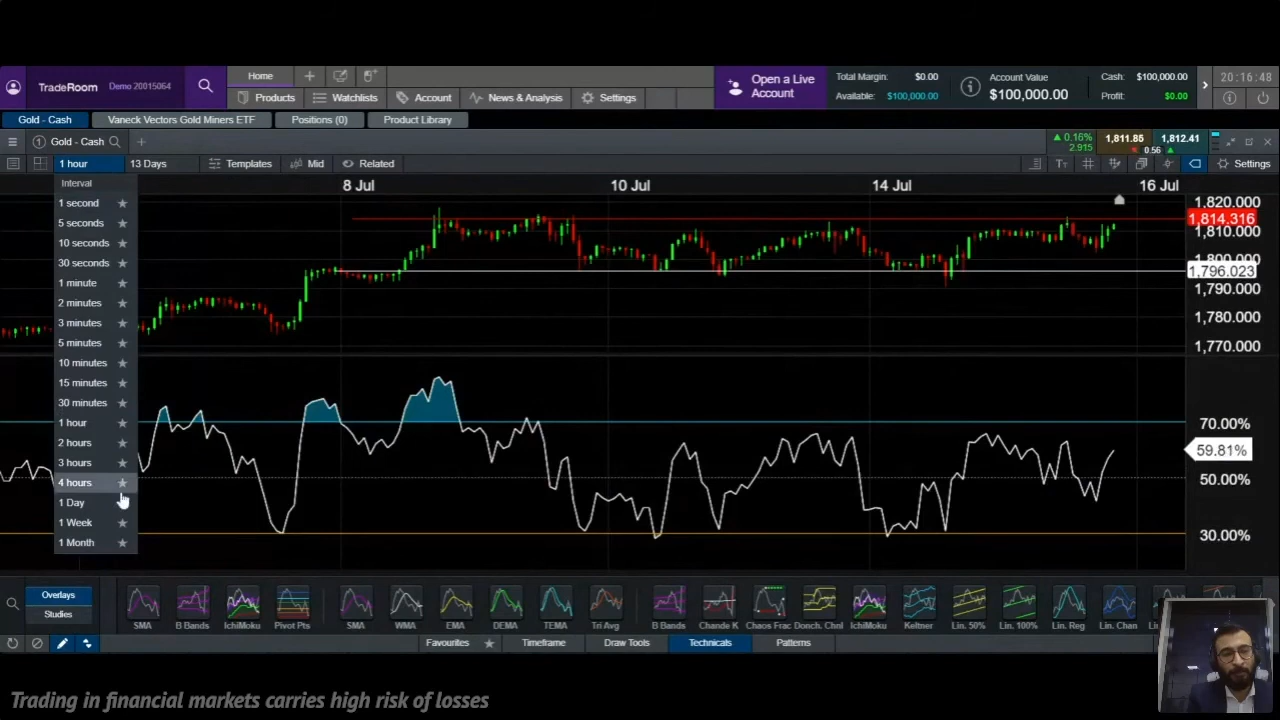 Home
TradeRoom Demo 20015064
Products Watchlists Account News & Analysis Settings
Open a Live Account
Total Margin: $0.00
Available: $100,000.00
Account Value
$100,000.00
Cash: $100,000.00
Profit: $0.00
20:16:48
Gold - Cash Vaneck Vectors Gold Miners ETF Positions (0) Product Library
1 Gold - Cash
0.16%
2.915
1,811.85 1,812.41
0.56
1 hour 13 Days Templates Mid Related
Settings
Interval
1 second
5 seconds
10 seconds
30 seconds
1 minute
2 minutes
3 minutes
5 minutes
10 minutes
15 minutes
30 minutes
1 hour
2 hours
3 hours
4 hours
1 Day
1 Week
1 Month
8 Jul 10 Jul 14 Jul 16 Jul
1,820.000
1,814.316
1,810.000
1,796.023
1,790.000
1,780.000
1,770.000
70.00%
59.81%
50.00%
30.00%
Overlays
Studies
SMA B Bands IchiMoku Pivot Pts SMA WMA EMA DEMA TEMA Tri Avg B Bands Chande K Chaos Frac Donch. Chnl IchiMoku Keltner Lin. 50% Lin. 100% Lin. Reg Lin. Chan
Favourites Timeframe Draw Tools Technicals Patterns
Trading in financial markets carries high risk of losses